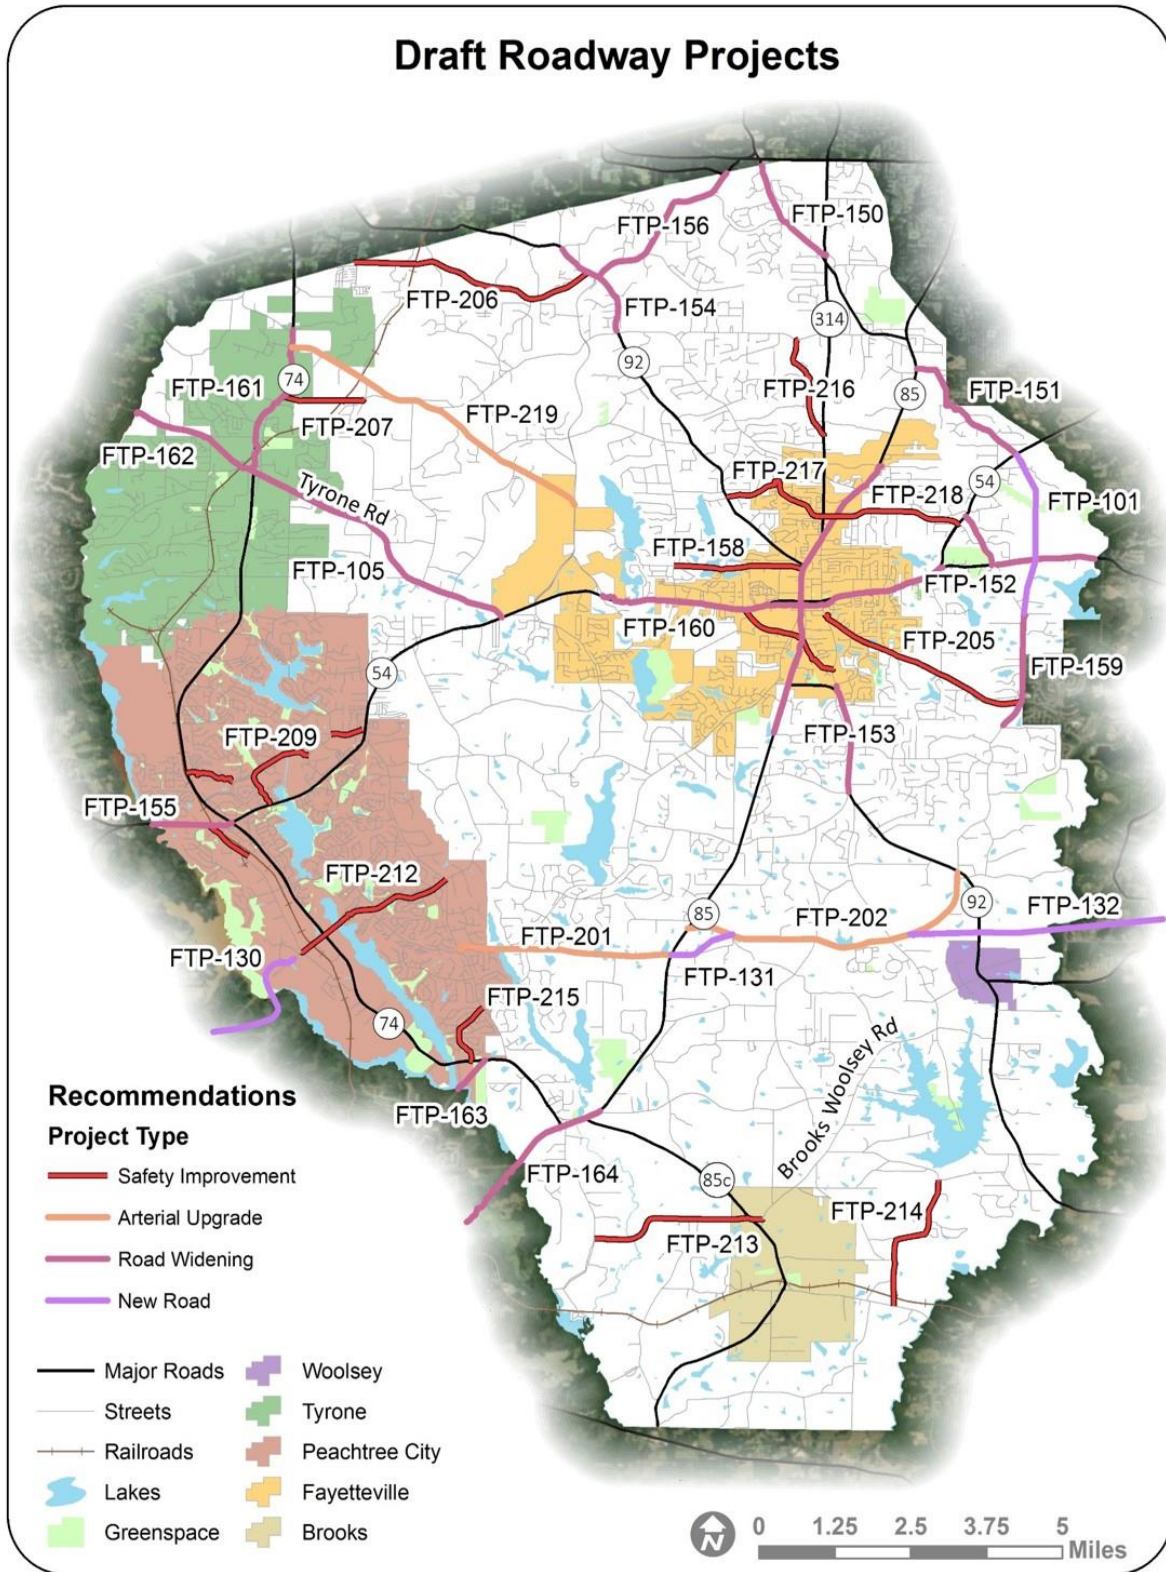 Draft Roadway Projects
FTP-150
FTP-156
FTP-206
FTP-154
314
92
FTP-161
74
FTP-216
85
FTP-151
FTP-207
FTP-219
FTP-162
FTP-217
54
FTP-218
FTP-101
Tyrone Rd
FTP-158
FTP-105
FTP-152
FTP-160
FTP-205
54
FTP-159
FTP-209
FTP-153
FTP-155
FTP-212
85
92
FTP-132
FTP-202
FTP-201
FTP-130
FTP-131
FTP-215
74
Brooks Woolsey Rd
FTP-163
FTP-164
85c
FTP-214
FTP-213
Recommendations
Project Type
Safety Improvement
Arterial Upgrade
Road Widening
New Road
Major Roads
Streets
Railroads
Lakes
Greenspace
Woolsey
Tyrone
Peachtree City
Fayetteville
Brooks
N
0 1.25 2.5 3.75 5
Miles